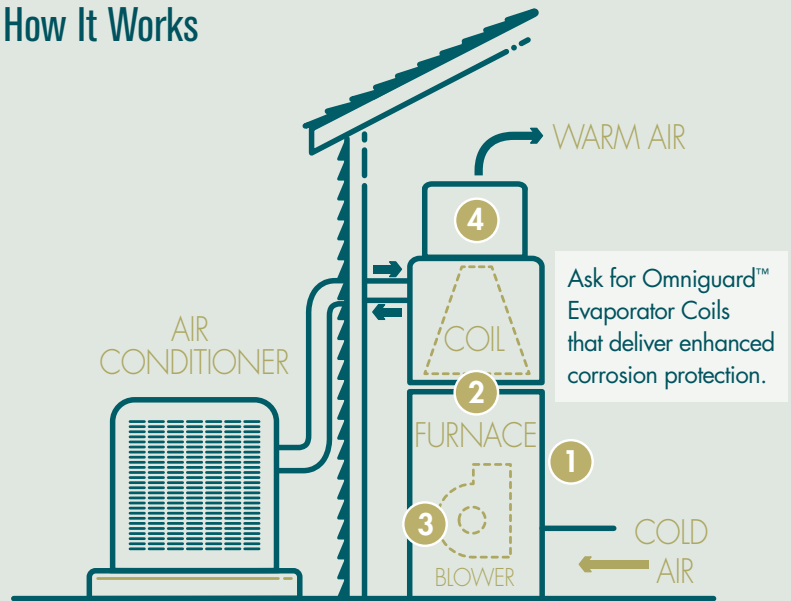 How It Works
WARM AIR
4
Ask for Omniguard™
Evaporator Coils
that deliver enhanced
corrosion protection.
AIR
CONDITIONER
COIL
2
FURNACE
1
3
BLOWER
COLD
AIR